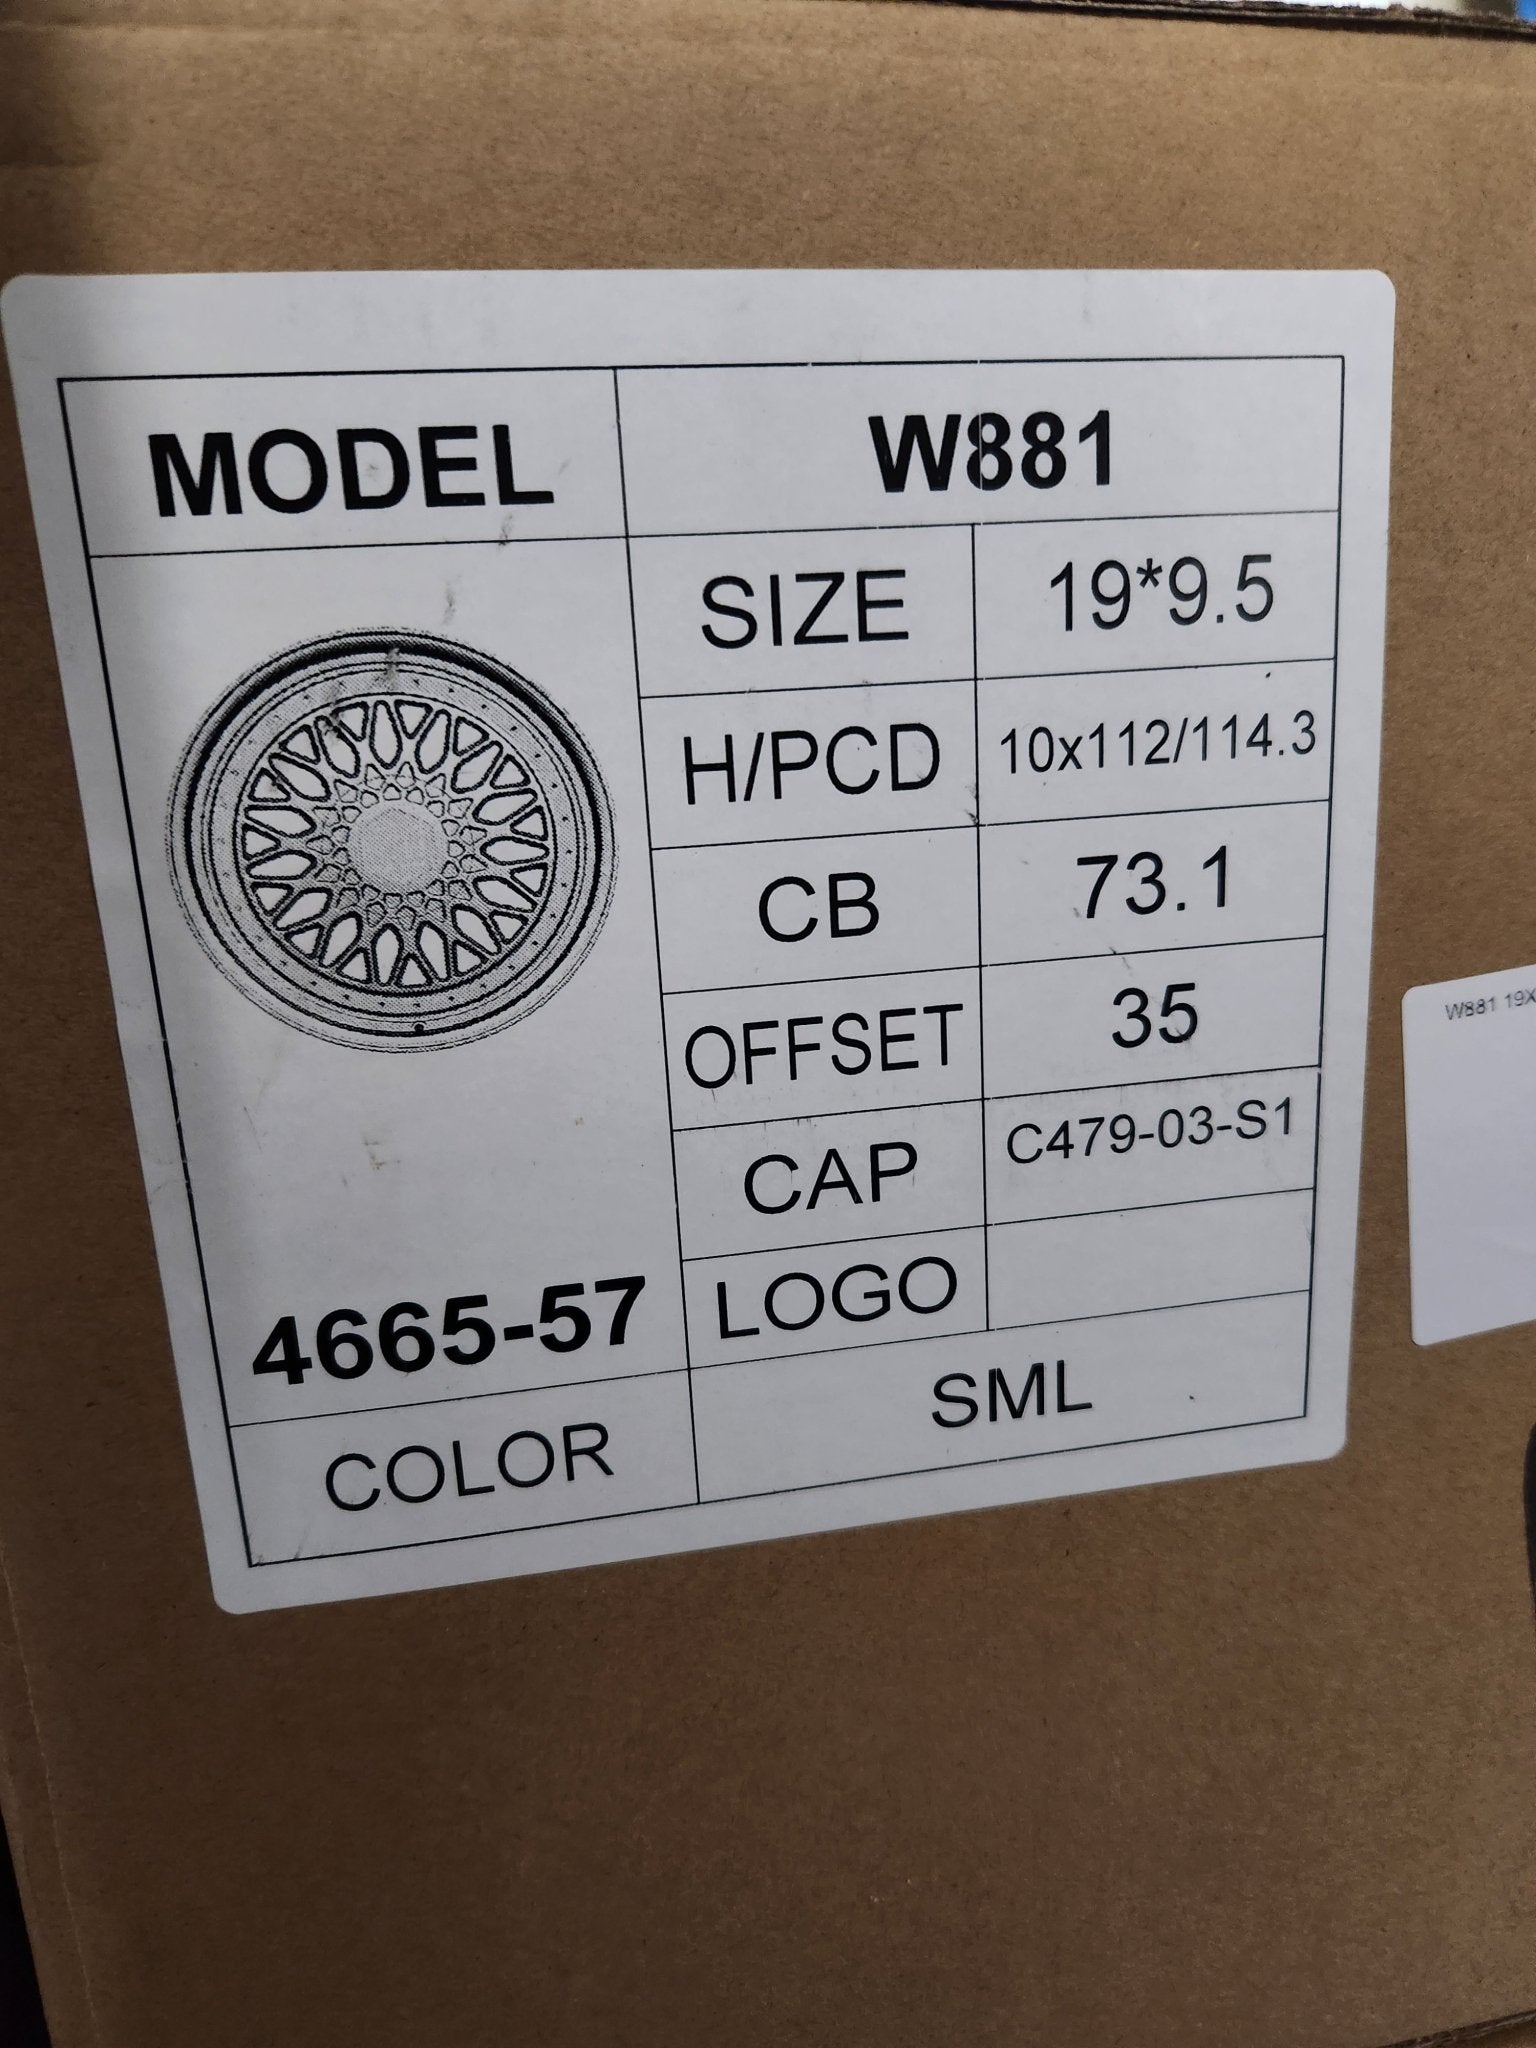 MODEL W881
SIZE 19*9.5
H/PCD 10x112/114.3
CB 73.1
OFFSET 35
CAP C479-03-S1
4665-57 LOGO
COLOR SML
W881 19X